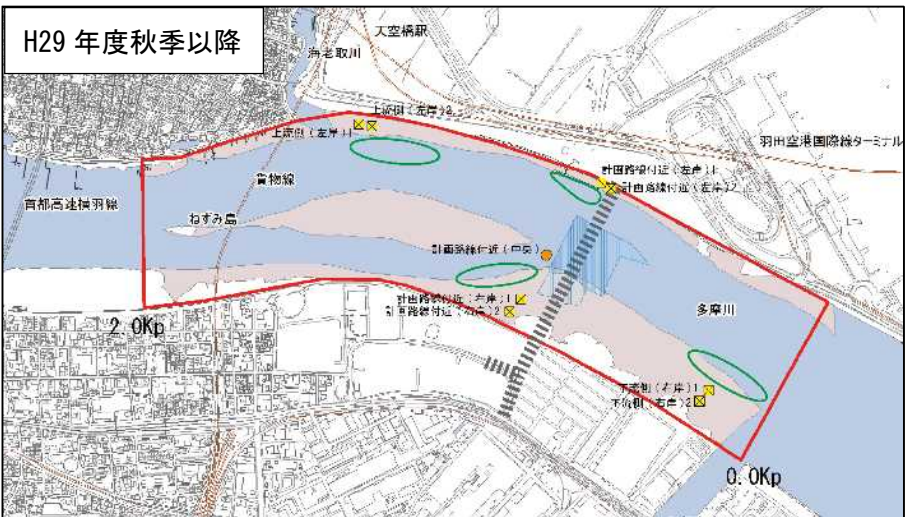 H29 年度秋季以降
天空橋駅
海老取川
上流側(左岸)2
上流側(左岸)1
羽田空港国際線ターミナル
計画路線付近(左岸)1
計画路線付近(左岸)2
貨物線
首都高速横羽線
ねずみ島
計画路線付近(中央)
計画路線付近(右岸)1
計画路線付近(右岸)2
多摩川
2.0Kp
下流側(右岸)1
下流側(右岸)2
0.0Kp